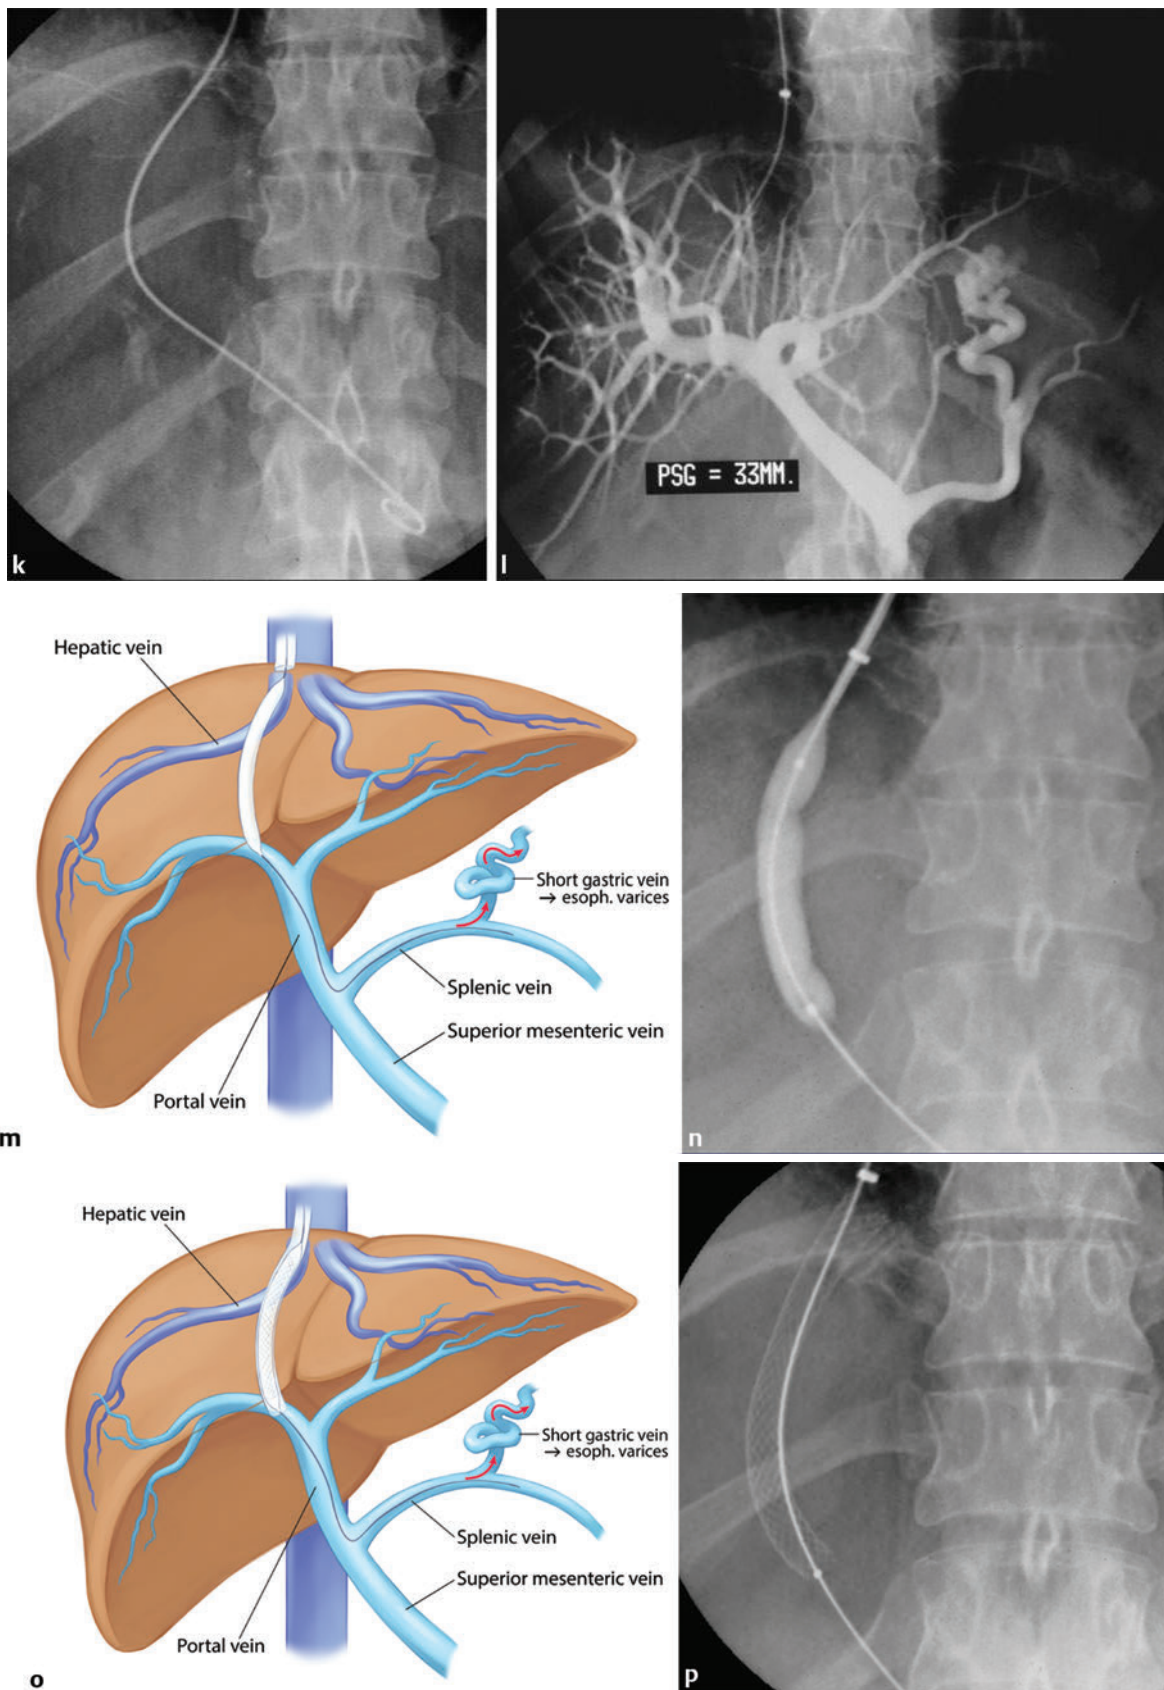 k
l
PSG = 33MM.
Hepatic vein
Short gastric vein
→ esoph. varices
Splenic vein
Superior mesenteric vein
Portal vein
m
n
Hepatic vein
Short gastric vein
→ esoph. varices
Splenic vein
Superior mesenteric vein
Portal vein
o
p